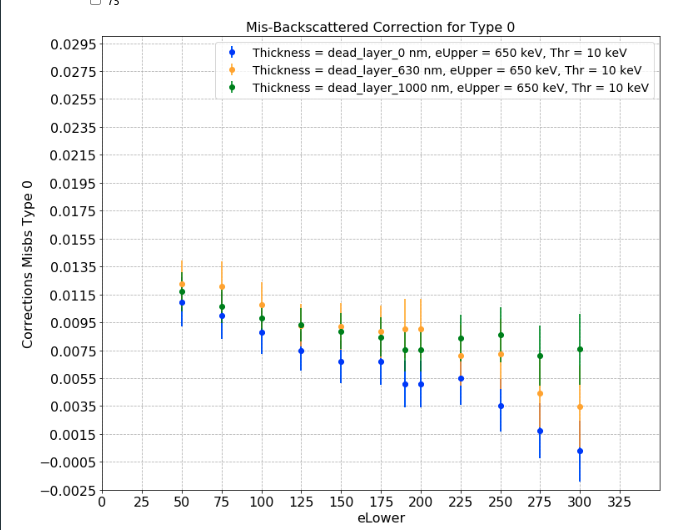 73
Mis-Backscattered Correction for Type 0
Thickness = dead_layer_0 nm, eUpper = 650 keV, Thr = 10 keV
Thickness = dead_layer_630 nm, eUpper = 650 keV, Thr = 10 keV
Thickness = dead_layer_1000 nm, eUpper = 650 keV, Thr = 10 keV
Corrections Misbs Type 0
0.0295
0.0275
0.0255
0.0235
0.0215
0.0195
0.0175
0.0155
0.0135
0.0115
0.0095
0.0075
0.0055
0.0035
0.0015
−0.0005
−0.0025
0 25 50 75 100 125 150 175 200 225 250 275 300 325
eLower